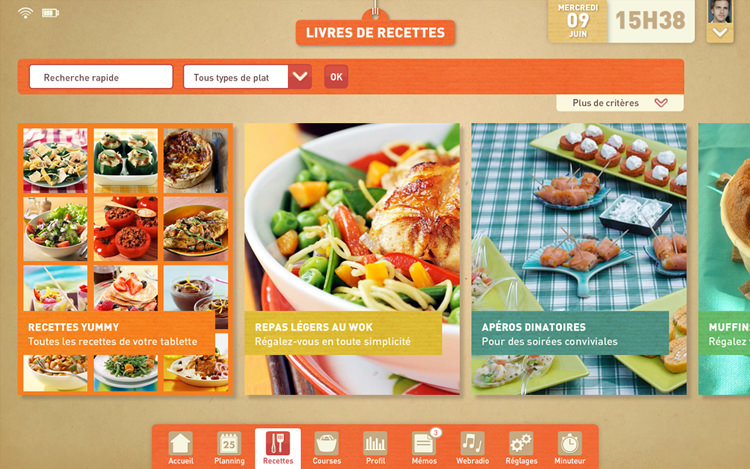 LIVRES DE RECETTES
MERCREDI
09
JUIN
15H38
Recherche rapide
Tous types de plat
OK
Plus de critères
RECETTES YUMMY
Toutes les recettes de votre tablette
REPAS LÉGERS AU WOK
Régalez-vous en toute simplicité
APÉROS DINATOIRES
Pour des soirées conviviales
MUFFIN
Régalez
Accueil
25
Planning
Recettes
Courses
Profil
3
Mémos
Webradio
Réglages
Minuteur